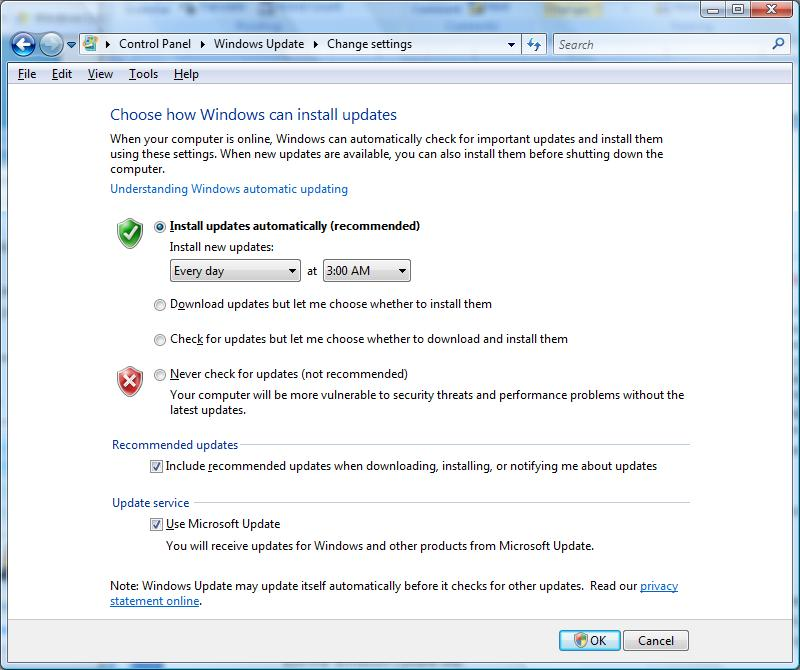 Control Panel Windows Update Change settings Search
File Edit View Tools Help
Choose how Windows can install updates
When your computer is online, Windows can automatically check for important updates and install them
using these settings. When new updates are available, you can also install them before shutting down the
computer.
Understanding Windows automatic updating
Install updates automatically (recommended)
Install new updates:
Every day at 3:00 AM
Download updates but let me choose whether to install them
Check for updates but let me choose whether to download and install them
Never check for updates (not recommended)
Your computer will be more vulnerable to security threats and performance problems without the
latest updates.
Recommended updates
Include recommended updates when downloading, installing, or notifying me about updates
Update service
Use Microsoft Update
You will receive updates for Windows and other products from Microsoft Update.
Note: Windows Update may update itself automatically before it checks for other updates. Read our privacy
statement online.
OK Cancel